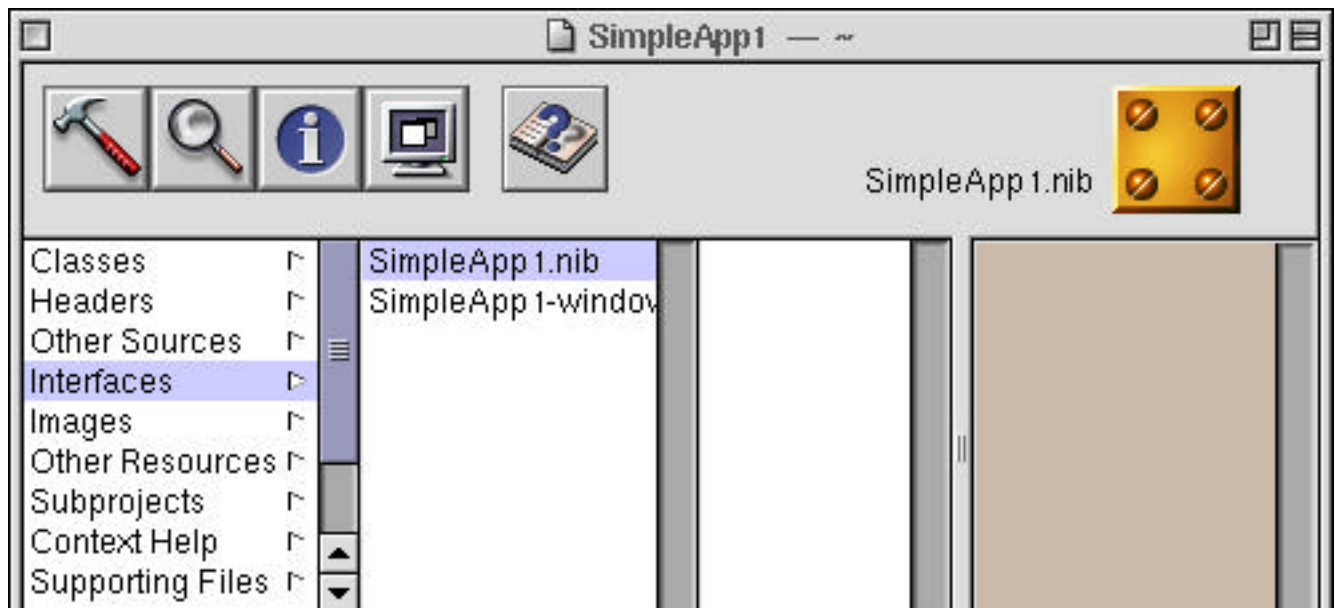 SimpleApp1 — ~
SimpleApp1.nib
Classes
Headers
Other Sources
Interfaces
Images
Other Resources
Subprojects
Context Help
Supporting Files
SimpleApp1.nib
SimpleApp1-window